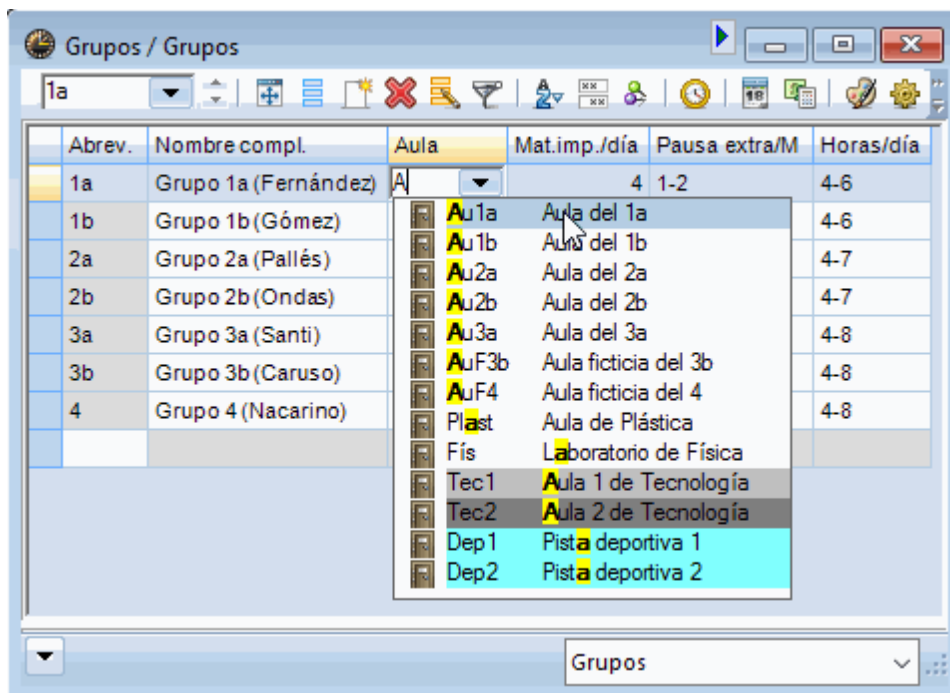 Grupos / Grupos
1a
Abrev. Nombre compl. Aula Mat.imp./día Pausa extra/M Horas/día
1a Grupo 1a (Fernández) A 4 1-2 4-6
1b Grupo 1b (Gómez) 4-6
2a Grupo 2a (Pallés) 4-7
2b Grupo 2b (Ondas) 4-7
3a Grupo 3a (Santi) 4-8
3b Grupo 3b (Caruso) 4-8
4 Grupo 4 (Nacarino) 4-8
Au1a Aula del 1a
Au1b Aula del 1b
Au2a Aula del 2a
Au2b Aula del 2b
Au3a Aula del 3a
AuF3b Aula ficticia del 3b
AuF4 Aula ficticia del 4
Plast Aula de Plástica
Fís Laboratorio de Física
Tec1 Aula 1 de Tecnología
Tec2 Aula 2 de Tecnología
Dep1 Pista deportiva 1
Dep2 Pista deportiva 2
Grupos